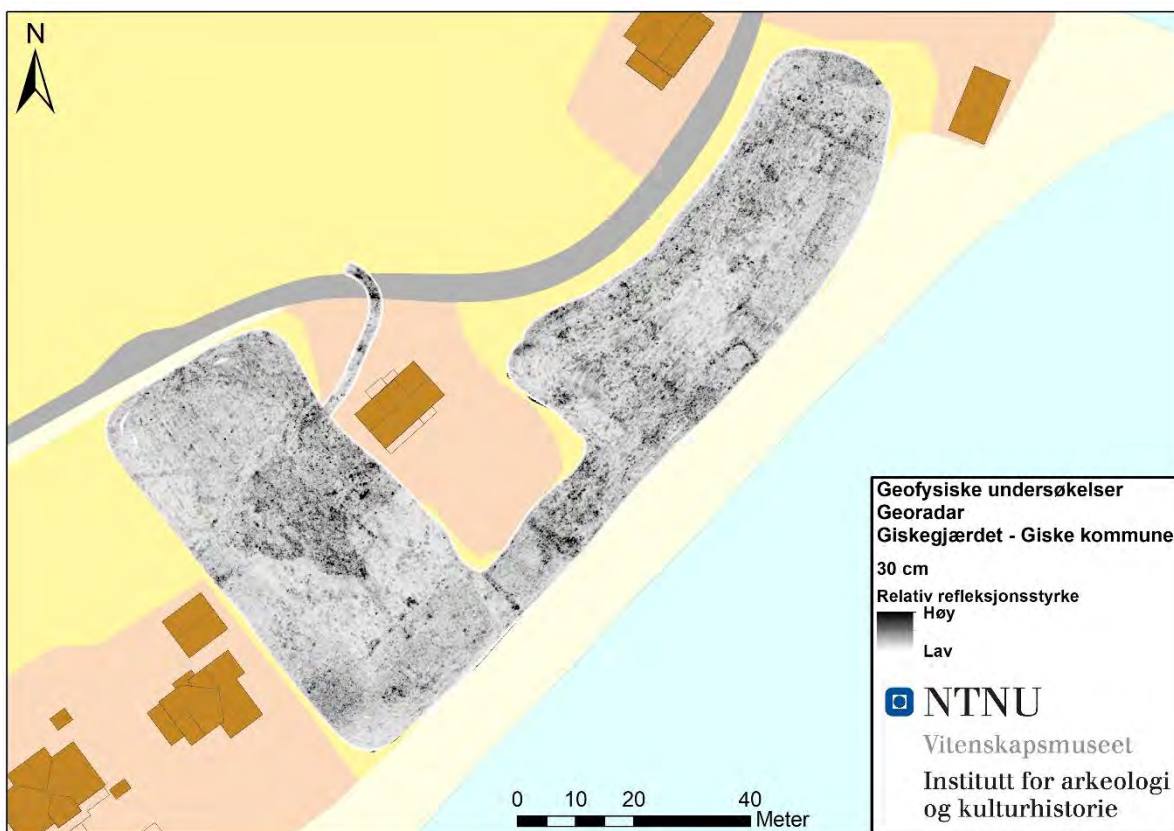 N
Geofysiske undersøkelser
Georadar
Giskegjærdet - Giske kommune
30 cm
Relativ refleksjonsstyrke
Høy
Lav
NTNU
Vitenskapsmuseet
Institutt for arkeologi
og kulturhistorie
0 10 20 40
Meter